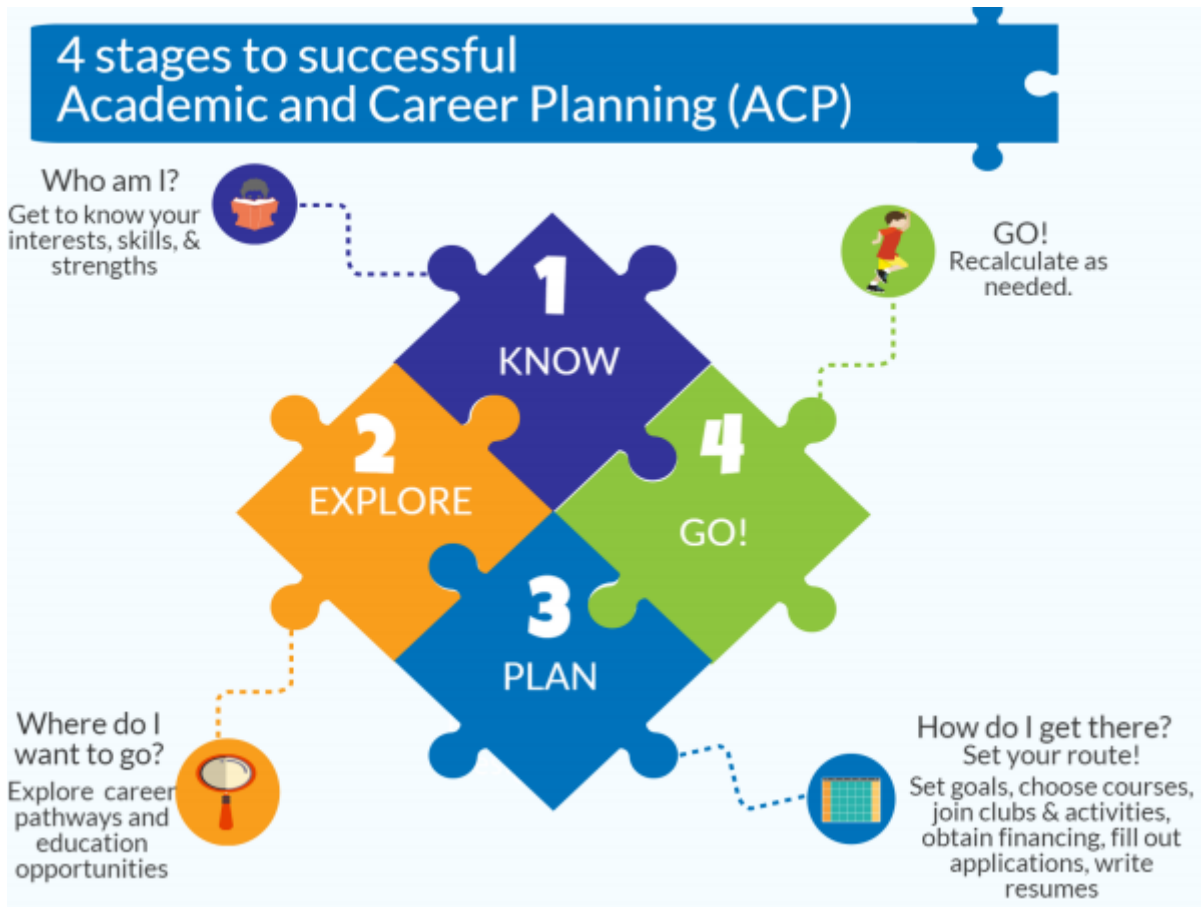 4 stages to successful
Academic and Career Planning (ACP)
Who am I?
Get to know your
interests, skills, &
strengths
GO!
Recalculate as
needed.
1
KNOW
2
EXPLORE
4
GO!
3
PLAN
Where do I
want to go?
Explore career
pathways and
education
opportunities
How do I get there?
Set your route!
Set goals, choose courses,
join clubs & activities,
obtain financing, fill out
applications, write
resumes